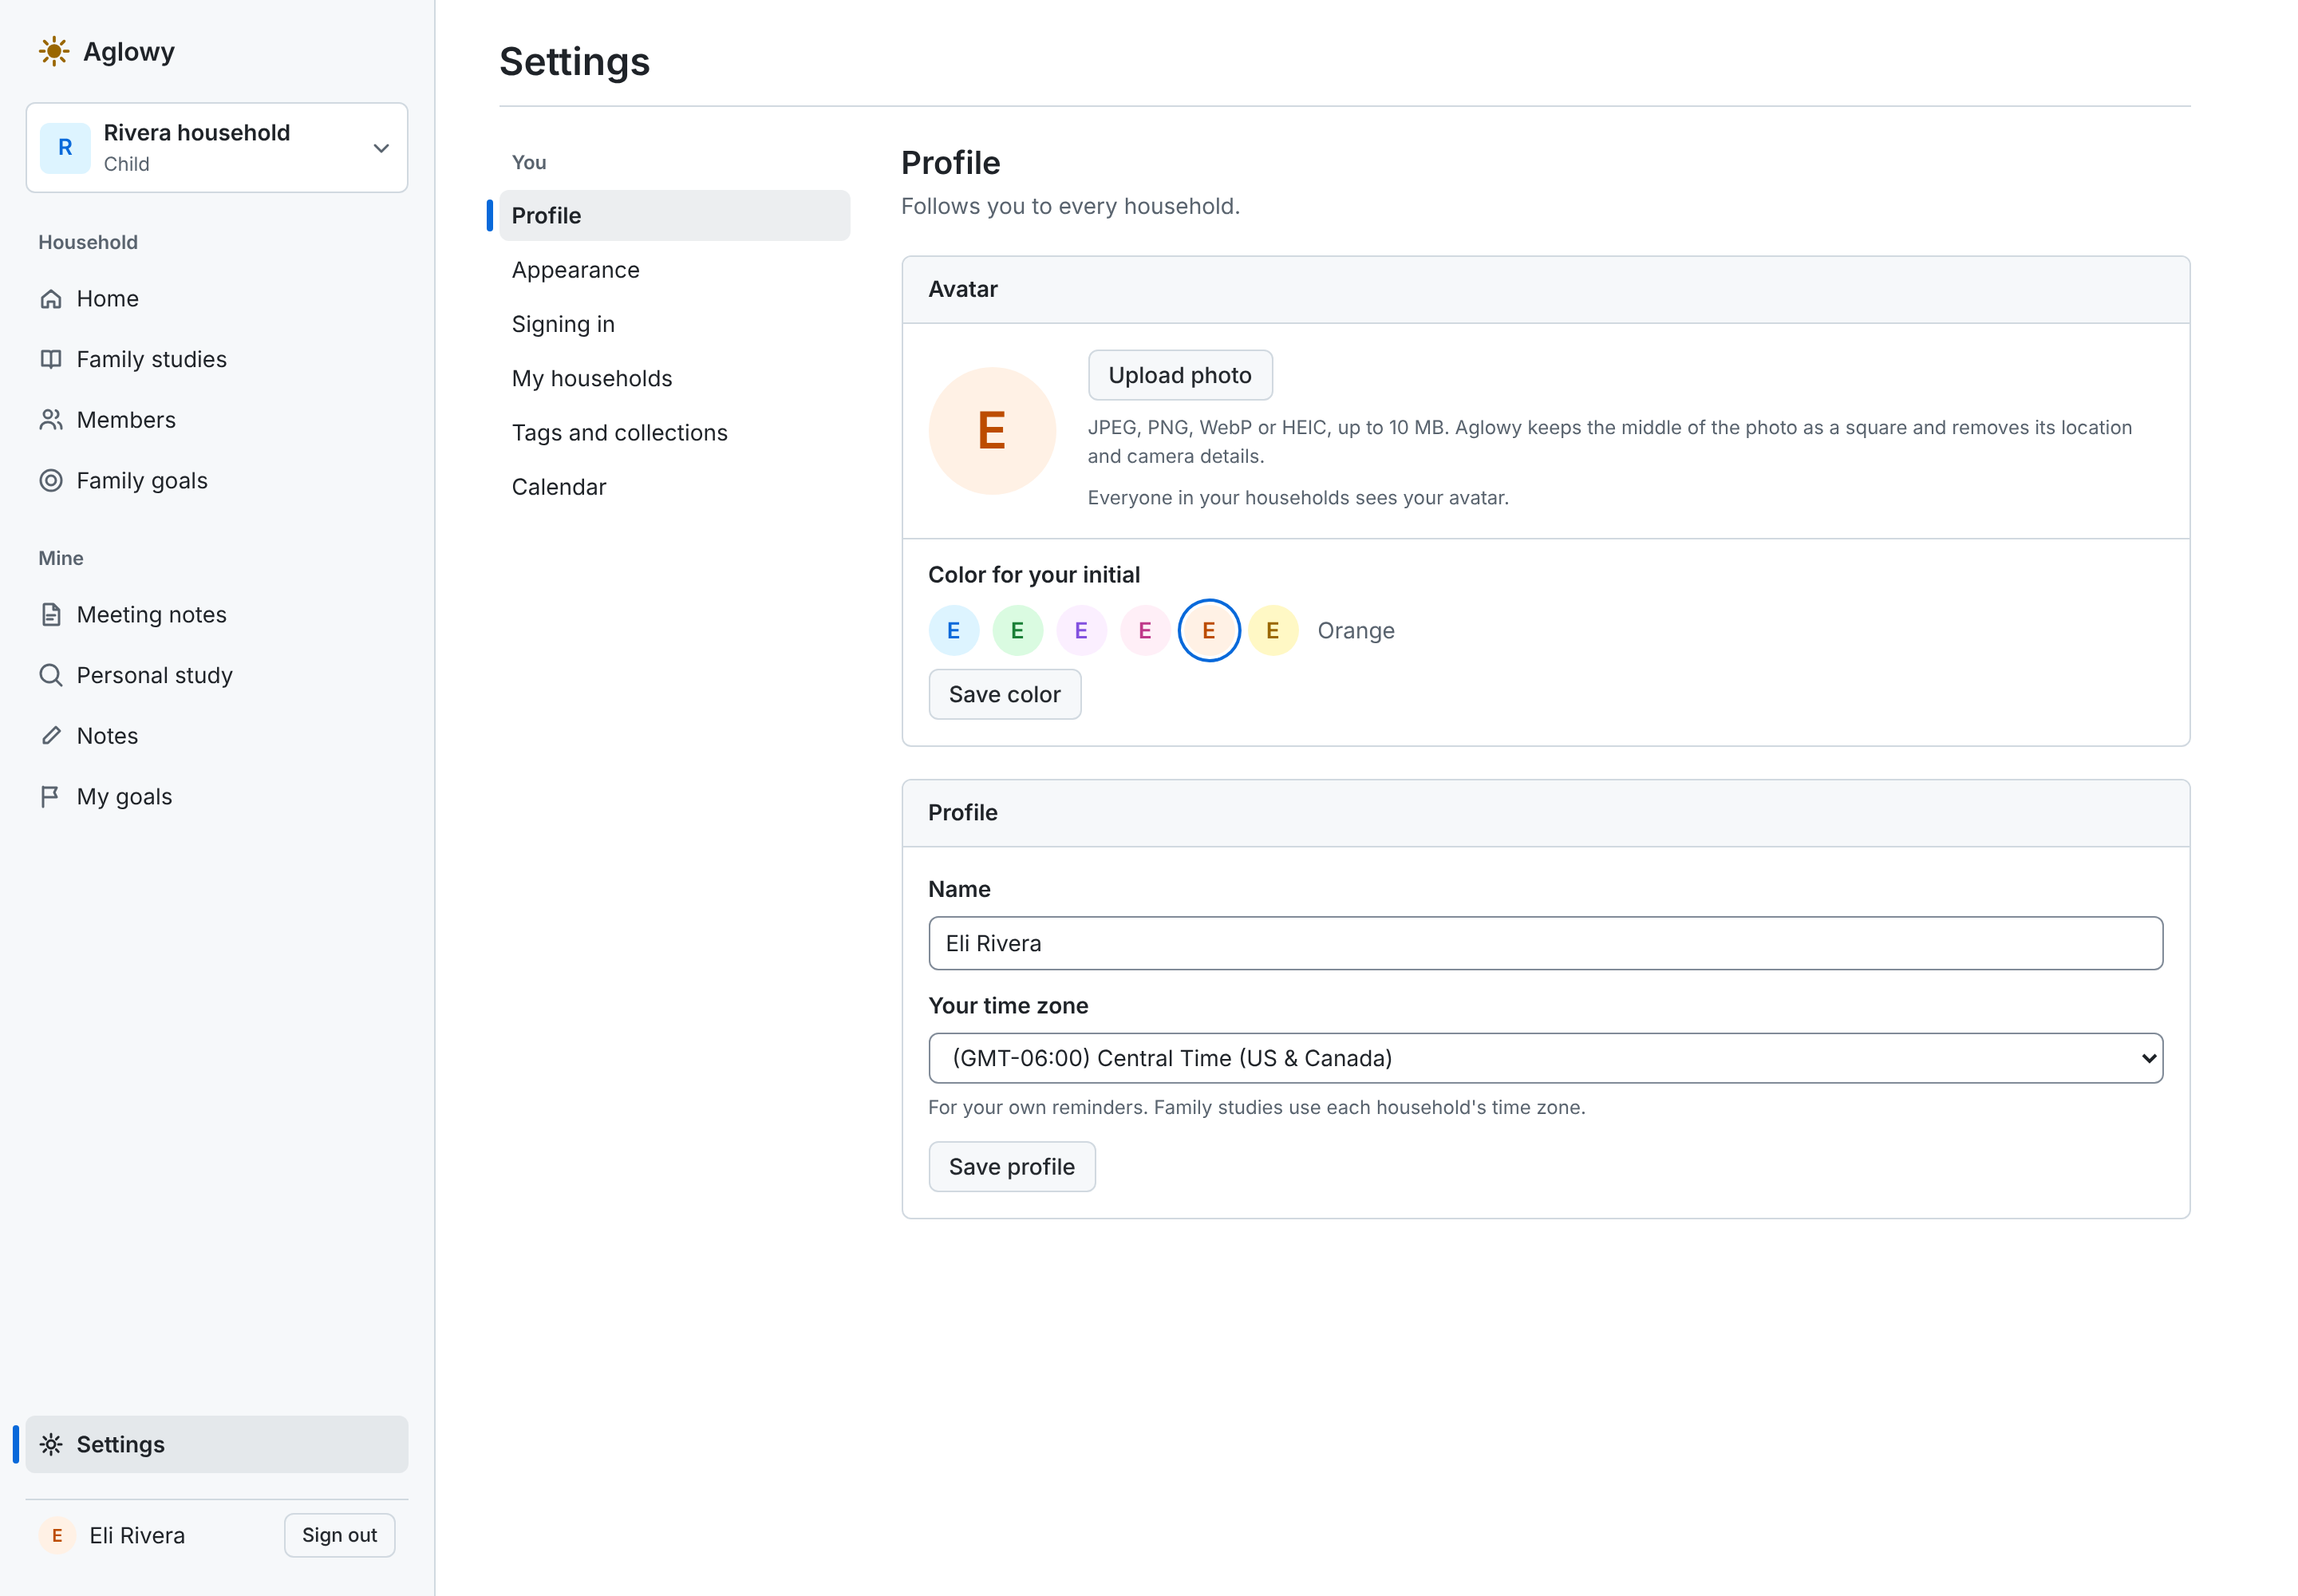 Aglowy
R
Rivera household
Child
Household
Home
Family studies
Members
Family goals
Mine
Meeting notes
Personal study
Notes
My goals
Settings
E
Eli Rivera
Sign out
Settings
You
Profile
Appearance
Signing in
My households
Tags and collections
Calendar
Profile
Follows you to every household.
Avatar
E
Upload photo
JPEG, PNG, WebP or HEIC, up to 10 MB. Aglowy keeps the middle of the photo as a square and removes its location
and camera details.
Everyone in your households sees your avatar.
Color for your initial
E E E E E E Orange
Save color
Profile
Name
Eli Rivera
Your time zone
(GMT-06:00) Central Time (US & Canada)
For your own reminders. Family studies use each household's time zone.
Save profile